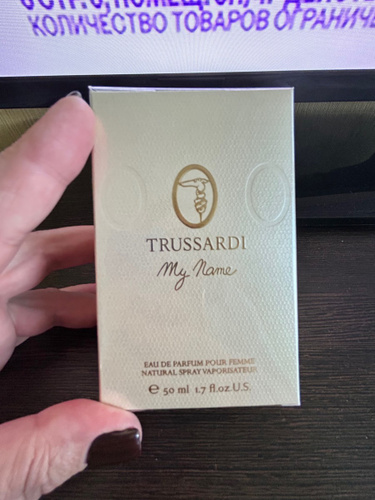 КОЛИЧЕСТВО ТОВАРОВ ОГРАНИЧЕ
TRUSSARDI
My Name
EAU DE PARFUM POUR FEMME
NATURAL SPRAY VAPORISATEUR
e 50 ml 1.7 fl.oz.U.S.